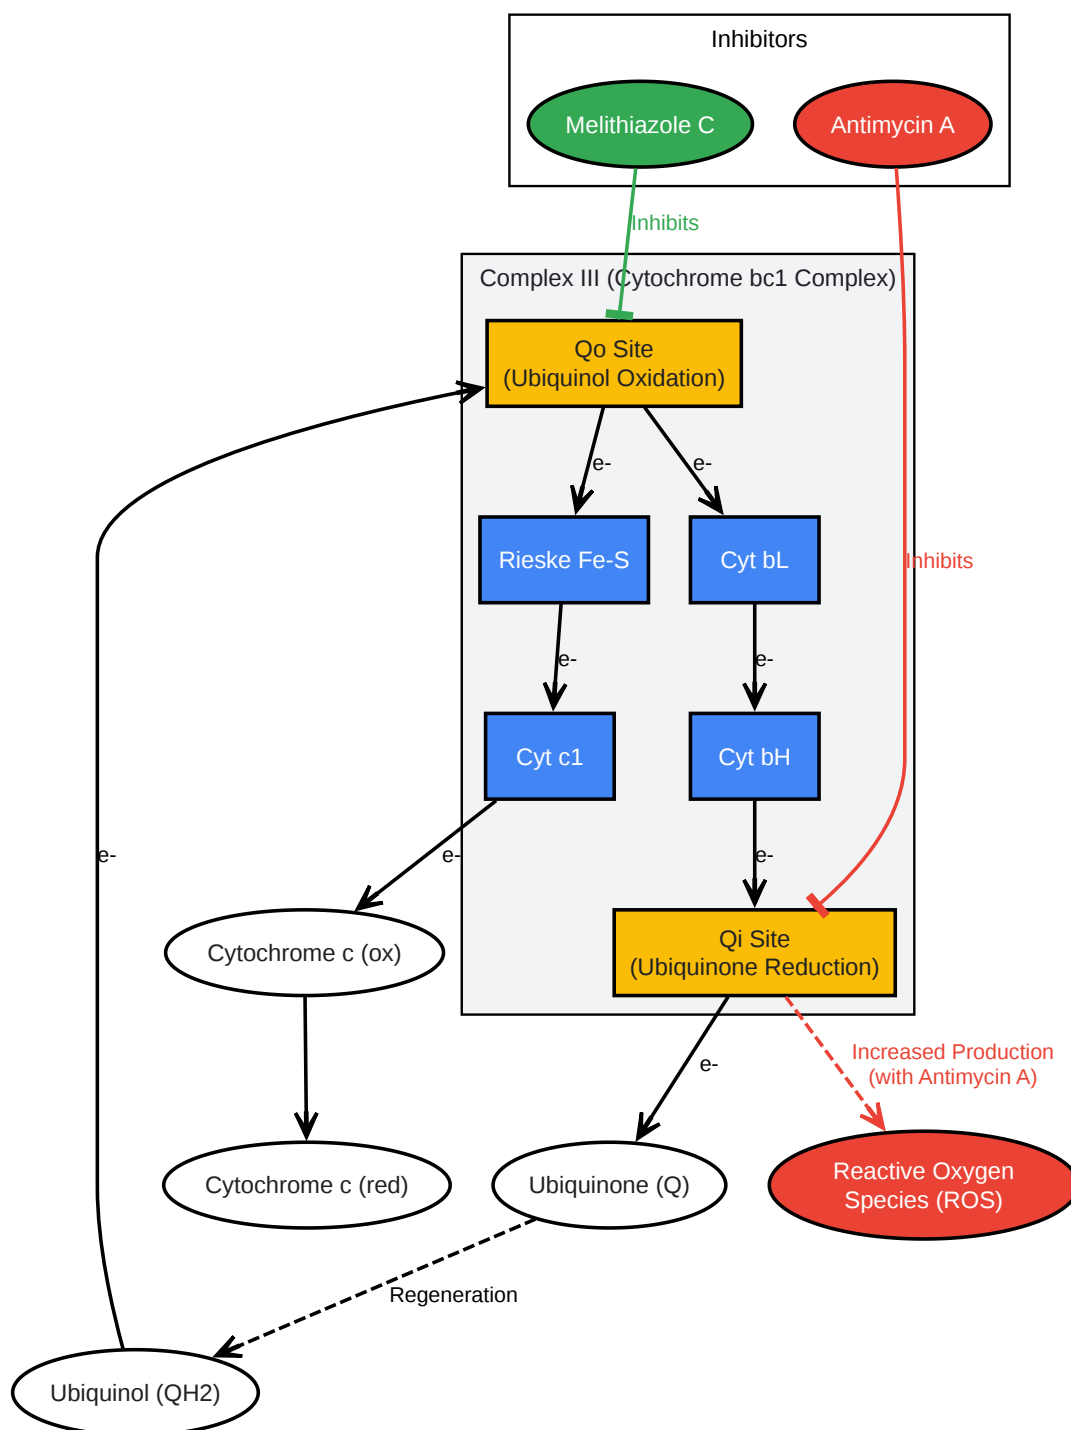 Inhibitors
Melithiazole C
Antimycin A
Inhibits
Complex III (Cytochrome bc1 Complex)
Qo Site
(Ubiquinol Oxidation)
e-
e-
Rieske Fe-S
Cyt bL
Inhibits
e-
e-
Cyt c1
Cyt bH
e-
e-
e-
Cytochrome c (ox)
Qi Site
(Ubiquinone Reduction)
e-
Increased Production
(with Antimycin A)
Cytochrome c (red)
Ubiquinone (Q)
Reactive Oxygen
Species (ROS)
Regeneration
Ubiquinol (QH2)